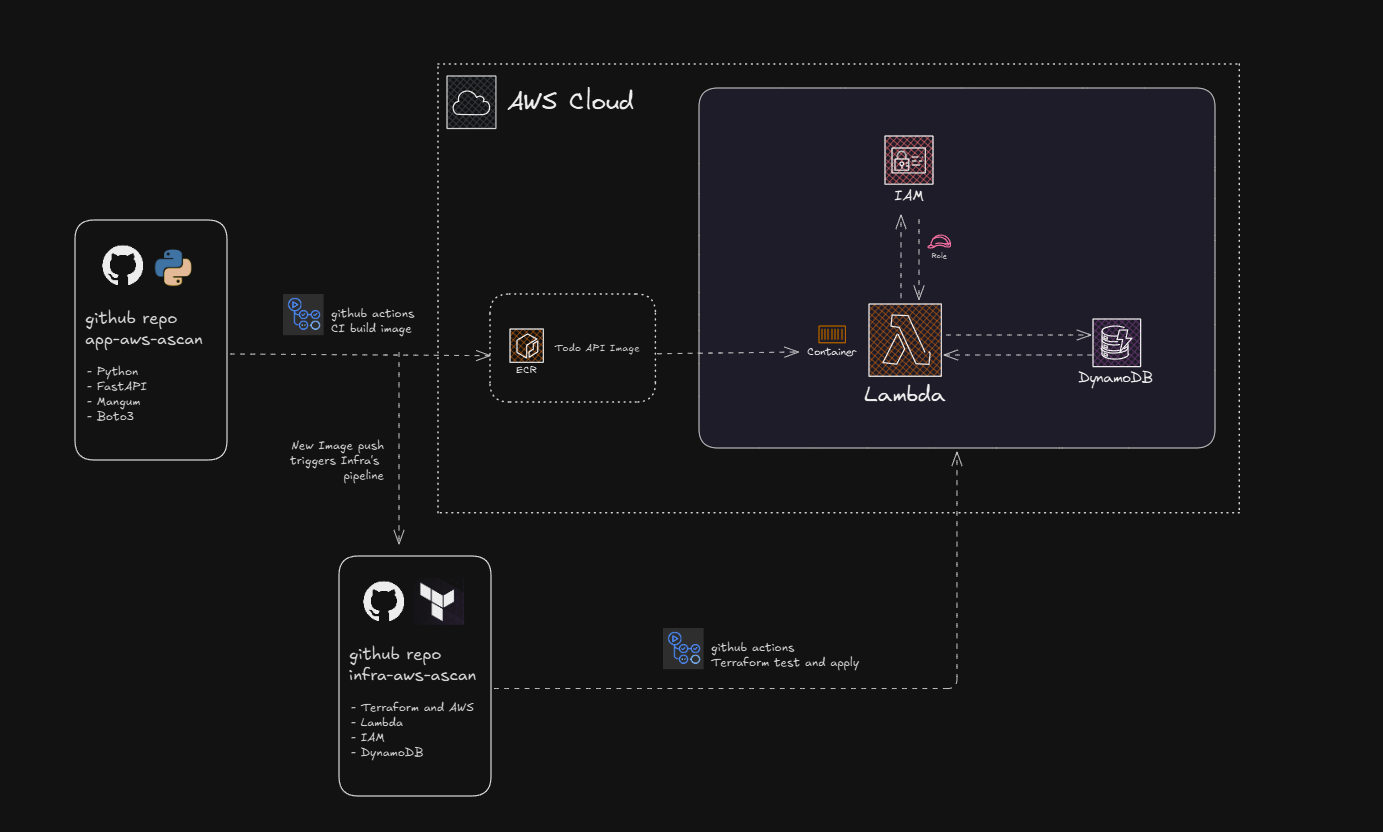 AWS Cloud
IAM
Role
github repo
app-aws-ascan
- Python
- FastAPI
- Mangum
- Boto3
github actions
CI build image
ECR
Todo API Image
Container
Lambda
DynamoDB
New Image push
triggers Infra's
pipeline
github repo
infra-aws-ascan
- Terraform and AWS
- Lambda
- IAM
- DynamoDB
github actions
Terraform test and apply